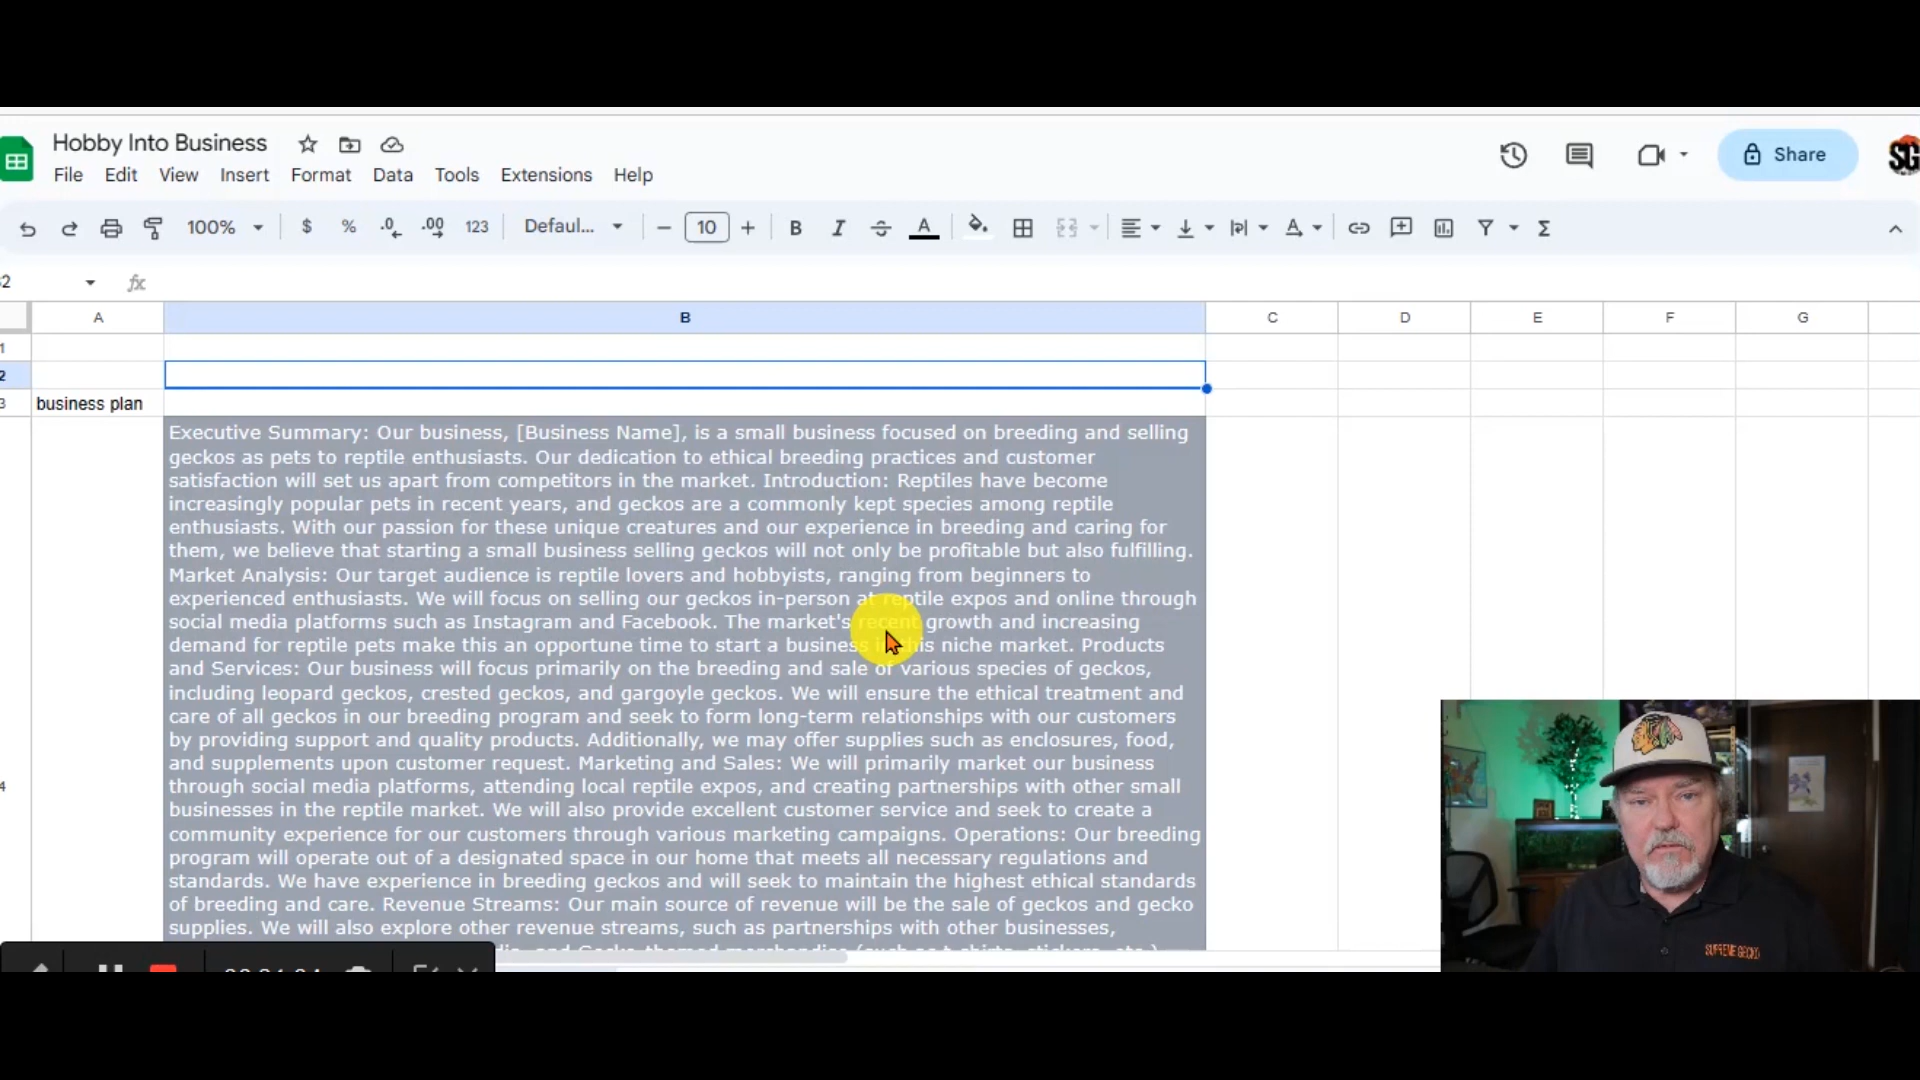 Hobby Into Business
File Edit View Insert Format Data Tools Extensions Help
Share
SG
100% $ % .0 .00 123 Defaul... 10 B I S A Σ
2 fx
A B C D E F G
1
2
3 business plan
4
Executive Summary: Our business, [Business Name], is a small business focused on breeding and selling
geckos as pets to reptile enthusiasts. Our dedication to ethical breeding practices and customer
satisfaction will set us apart from competitors in the market. Introduction: Reptiles have become
increasingly popular pets in recent years, and geckos are a commonly kept species among reptile
enthusiasts. With our passion for these unique creatures and our experience in breeding and caring for
them, we believe that starting a small business selling geckos will not only be profitable but also fulfilling.
Market Analysis: Our target audience is reptile lovers and hobbyists, ranging from beginners to
experienced enthusiasts. We will focus on selling our geckos in-person at reptile expos and online through
social media platforms such as Instagram and Facebook. The market's recent growth and increasing
demand for reptile pets make this an opportune time to start a business in this niche market. Products
and Services: Our business will focus primarily on the breeding and sale of various species of geckos,
including leopard geckos, crested geckos, and gargoyle geckos. We will ensure the ethical treatment and
care of all geckos in our breeding program and seek to form long-term relationships with our customers
by providing support and quality products. Additionally, we may offer supplies such as enclosures, food,
and supplements upon customer request. Marketing and Sales: We will primarily market our business
through social media platforms, attending local reptile expos, and creating partnerships with other small
businesses in the reptile market. We will also provide excellent customer service and seek to create a
community experience for our customers through various marketing campaigns. Operations: Our breeding
program will operate out of a designated space in our home that meets all necessary regulations and
standards. We have experience in breeding geckos and will seek to maintain the highest ethical standards
of breeding and care. Revenue Streams: Our main source of revenue will be the sale of geckos and gecko
supplies. We will also explore other revenue streams, such as partnerships with other businesses,
SUPREME GECKO